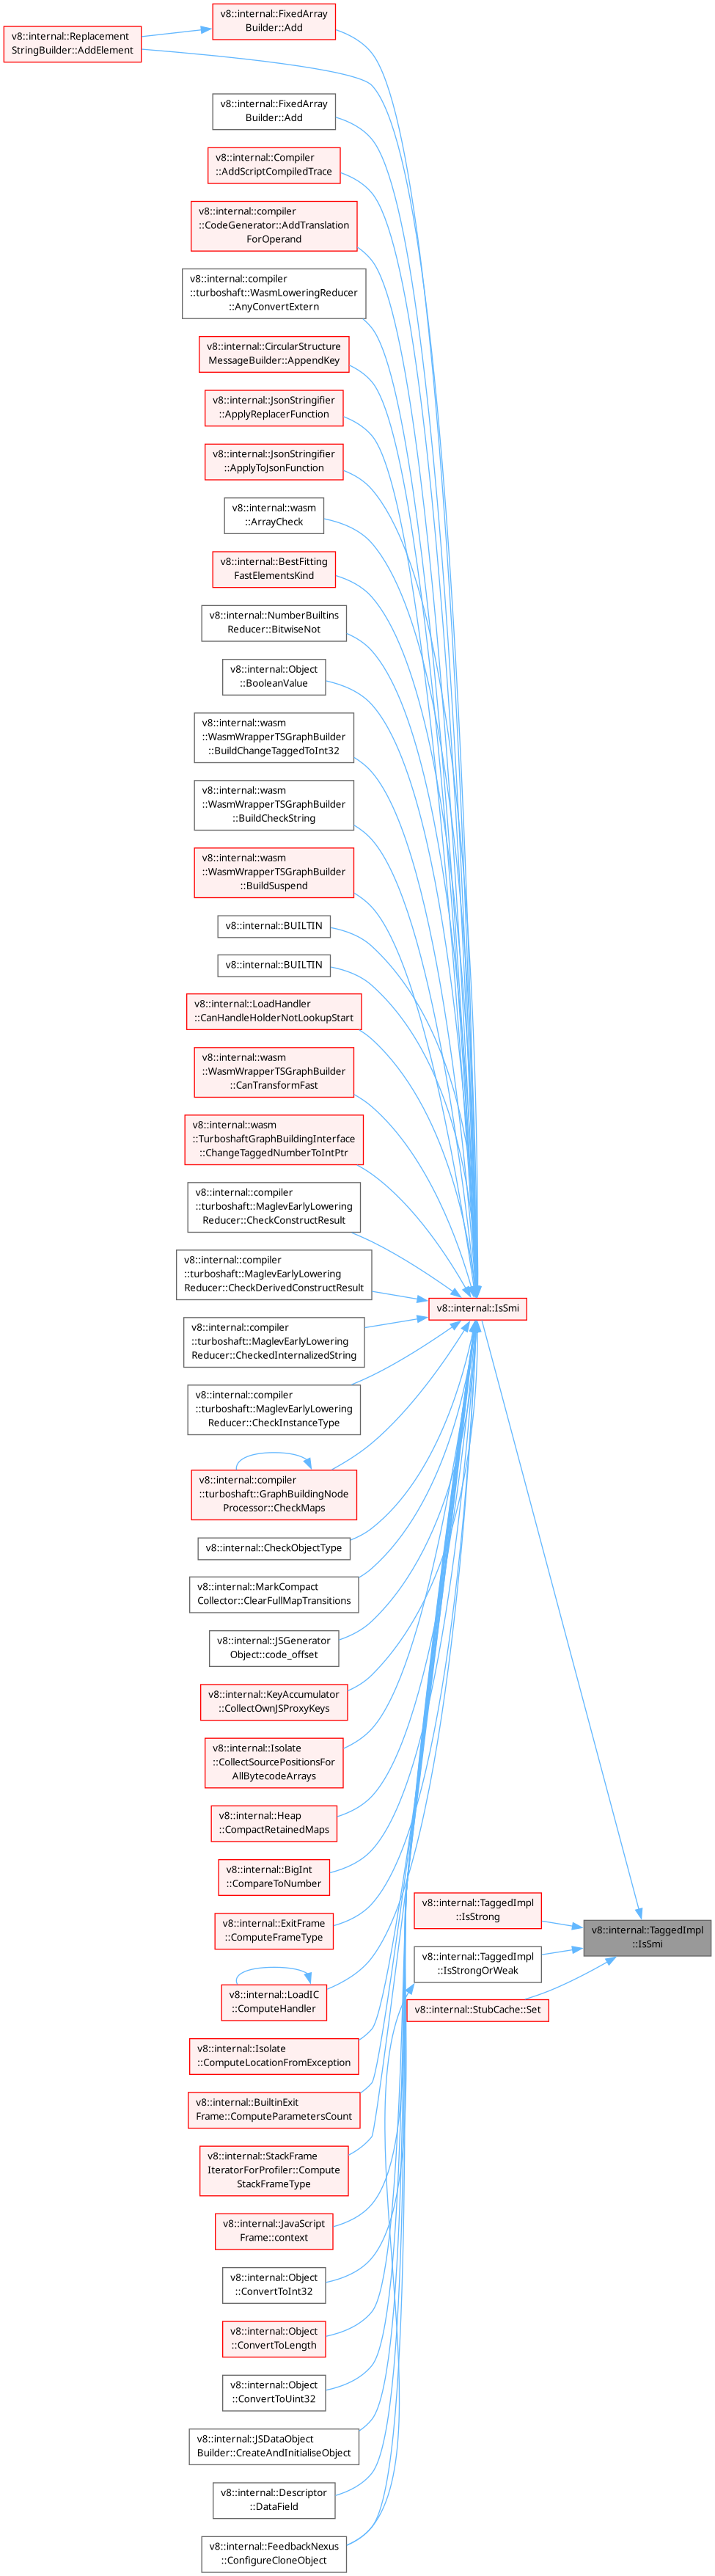 v8::internal::FixedArray
Builder::Add
v8::internal::Replacement
StringBuilder::AddElement
v8::internal::FixedArray
Builder::Add
v8::internal::Compiler
::AddScriptCompiledTrace
v8::internal::compiler
::CodeGenerator::AddTranslation
ForOperand
v8::internal::compiler
::turboshaft::WasmLoweringReducer
::AnyConvertExtern
v8::internal::CircularStructure
MessageBuilder::AppendKey
v8::internal::JsonStringifier
::ApplyReplacerFunction
v8::internal::JsonStringifier
::ApplyToJsonFunction
v8::internal::wasm
::ArrayCheck
v8::internal::BestFitting
FastElementsKind
v8::internal::NumberBuiltins
Reducer::BitwiseNot
v8::internal::Object
::BooleanValue
v8::internal::wasm
::WasmWrapperTSGraphBuilder
::BuildChangeTaggedToInt32
v8::internal::wasm
::WasmWrapperTSGraphBuilder
::BuildCheckString
v8::internal::wasm
::WasmWrapperTSGraphBuilder
::BuildSuspend
v8::internal::BUILTIN
v8::internal::BUILTIN
v8::internal::LoadHandler
::CanHandleHolderNotLookupStart
v8::internal::wasm
::WasmWrapperTSGraphBuilder
::CanTransformFast
v8::internal::wasm
::TurboshaftGraphBuildingInterface
::ChangeTaggedNumberToIntPtr
v8::internal::compiler
::turboshaft::MaglevEarlyLowering
Reducer::CheckConstructResult
v8::internal::compiler
::turboshaft::MaglevEarlyLowering
Reducer::CheckDerivedConstructResult
v8::internal::IsSmi
v8::internal::compiler
::turboshaft::MaglevEarlyLowering
Reducer::CheckedInternalizedString
v8::internal::compiler
::turboshaft::MaglevEarlyLowering
Reducer::CheckInstanceType
v8::internal::compiler
::turboshaft::GraphBuildingNode
Processor::CheckMaps
v8::internal::CheckObjectType
v8::internal::MarkCompact
Collector::ClearFullMapTransitions
v8::internal::JSGenerator
Object::code_offset
v8::internal::KeyAccumulator
::CollectOwnJSProxyKeys
v8::internal::Isolate
::CollectSourcePositionsFor
AllBytecodeArrays
v8::internal::Heap
::CompactRetainedMaps
v8::internal::BigInt
::CompareToNumber
v8::internal::TaggedImpl
::IsStrong
v8::internal::ExitFrame
::ComputeFrameType
v8::internal::TaggedImpl
::IsSmi
v8::internal::TaggedImpl
::IsStrongOrWeak
v8::internal::LoadIC
::ComputeHandler
v8::internal::StubCache::Set
v8::internal::Isolate
::ComputeLocationFromException
v8::internal::BuiltinExit
Frame::ComputeParametersCount
v8::internal::StackFrame
IteratorForProfiler::Compute
StackFrameType
v8::internal::JavaScript
Frame::context
v8::internal::Object
::ConvertToInt32
v8::internal::Object
::ConvertToLength
v8::internal::Object
::ConvertToUint32
v8::internal::JSDataObject
Builder::CreateAndInitialiseObject
v8::internal::Descriptor
::DataField
v8::internal::FeedbackNexus
::ConfigureCloneObject